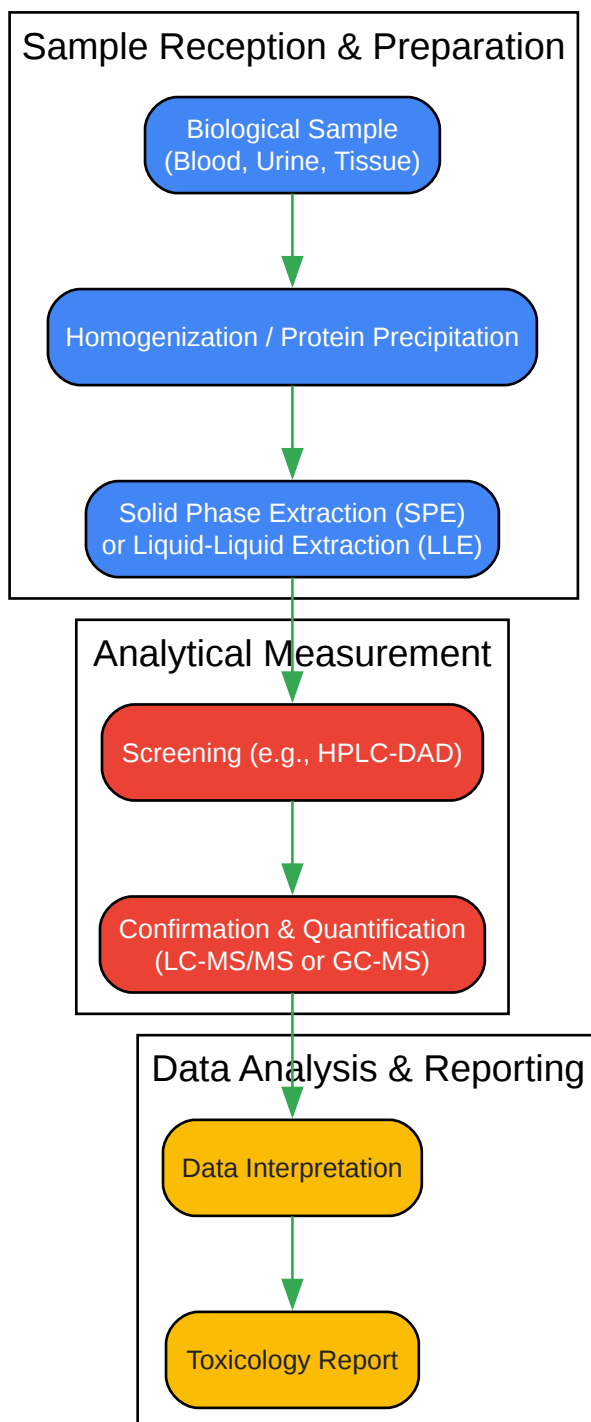 Sample Reception & Preparation
Biological Sample
(Blood, Urine, Tissue)
Homogenization / Protein Precipitation
Solid Phase Extraction (SPE)
or Liquid-Liquid Extraction (LLE)
Analytical Measurement
Screening (e.g., HPLC-DAD)
Confirmation & Quantification
(LC-MS/MS or GC-MS)
Data Analysis & Reporting
Data Interpretation
Toxicology Report